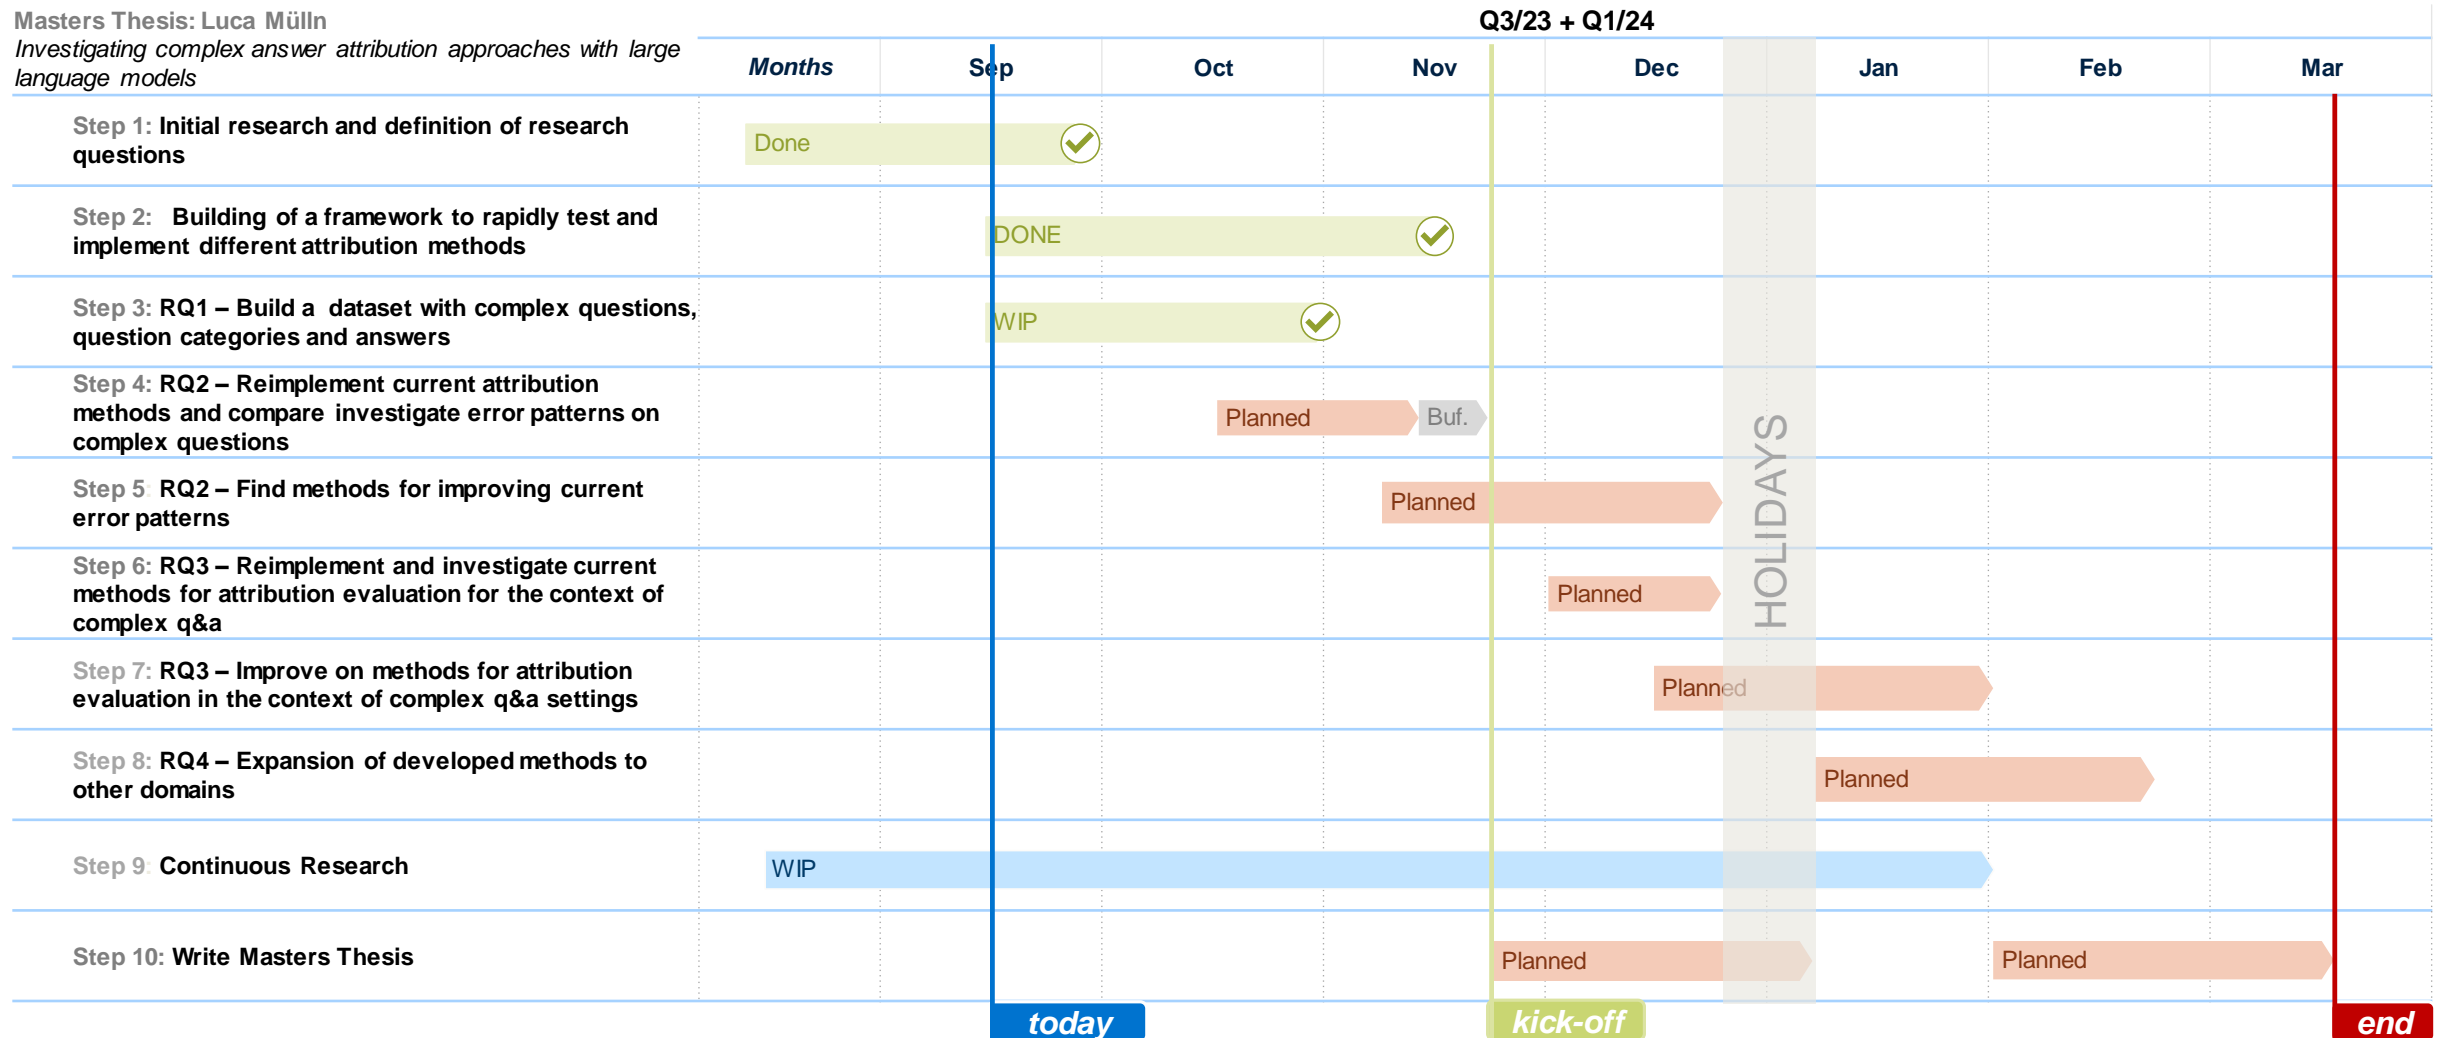 Masters Thesis: Luca Mülln
Investigating complex answer attribution approaches with large
language models
Q3/23 + Q1/24
Months Sep Oct Nov Dec Jan Feb Mar
Step 1: Initial research and definition of research
questions
Done
Step 2: Building of a framework to rapidly test and
implement different attribution methods
DONE
Step 3: RQ1 – Build a dataset with complex questions,
question categories and answers
WIP
Step 4: RQ2 – Reimplement current attribution
methods and compare investigate error patterns on
complex questions
Planned Buf.
Step 5: RQ2 – Find methods for improving current
error patterns
Planned
Step 6: RQ3 – Reimplement and investigate current
methods for attribution evaluation for the context of
complex q&a
Planned
HOLIDAYS
Step 7: RQ3 – Improve on methods for attribution
evaluation in the context of complex q&a settings
Planned
Step 8: RQ4 – Expansion of developed methods to
other domains
Planned
Step 9: Continuous Research
WIP
Step 10: Write Masters Thesis
Planned Planned
today kick-off end